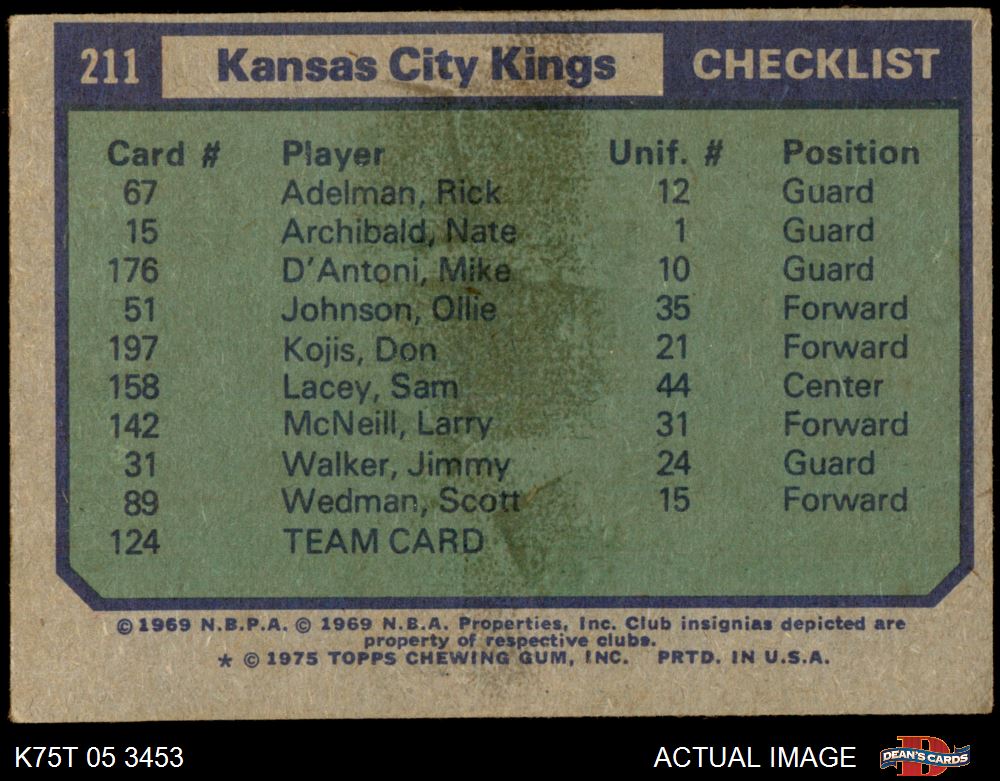 211 Kansas City Kings CHECKLIST
Card # Player Unif. # Position
67 Adelman, Rick 12 Guard
15 Archibald, Nate 1 Guard
176 D'Antoni, Mike 10 Guard
51 Johnson, Ollie 35 Forward
197 Kojis, Don 21 Forward
158 Lacey, Sam 44 Center
142 McNeill, Larry 31 Forward
31 Walker, Jimmy 24 Guard
89 Wedman, Scott 15 Forward
124 TEAM CARD
© 1969 N.B.P.A. © 1969 N.B.A. Properties, Inc. Club insignias depicted are
property of respective clubs.
* © 1975 TOPPS CHEWING GUM, INC. PRTD. IN U.S.A.
K75T 05 3453 ACTUAL IMAGE D DEAN'S CARDS